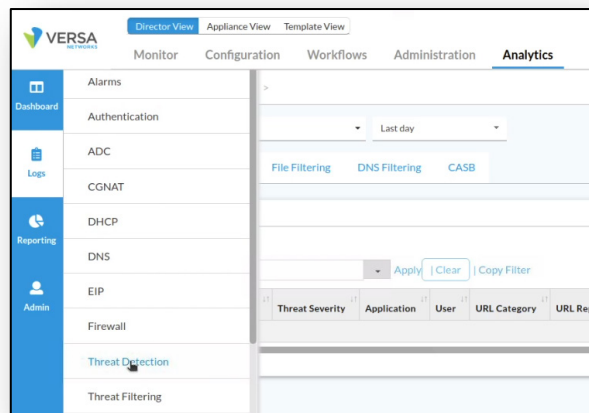 VERSA
NETWORKS
Director View Appliance View Template View
Monitor Configuration Workflows Administration Analytics
Dashboard
Logs
Reporting
Admin
Alarms
Authentication
ADC
CGNAT
DHCP
DNS
EIP
Firewall
Threat Detection
Threat Filtering
>
Last day
File Filtering DNS Filtering CASB
Apply | Clear | Copy Filter
Threat Severity Application User URL Category URL Re